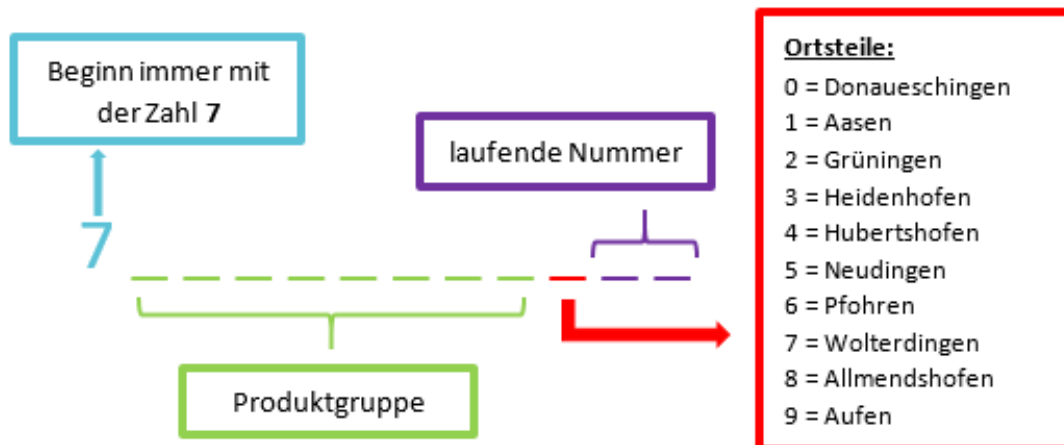 Beginn immer mit
der Zahl 7
7
laufende Nummer
Produktgruppe
Ortsteile:
0 = Donaueschingen
1 = Aasen
2 = Grüningen
3 = Heidenhofen
4 = Hubertshofen
5 = Neudingen
6 = Pfohren
7 = Wolterdingen
8 = Allmendshofen
9 = Aufen